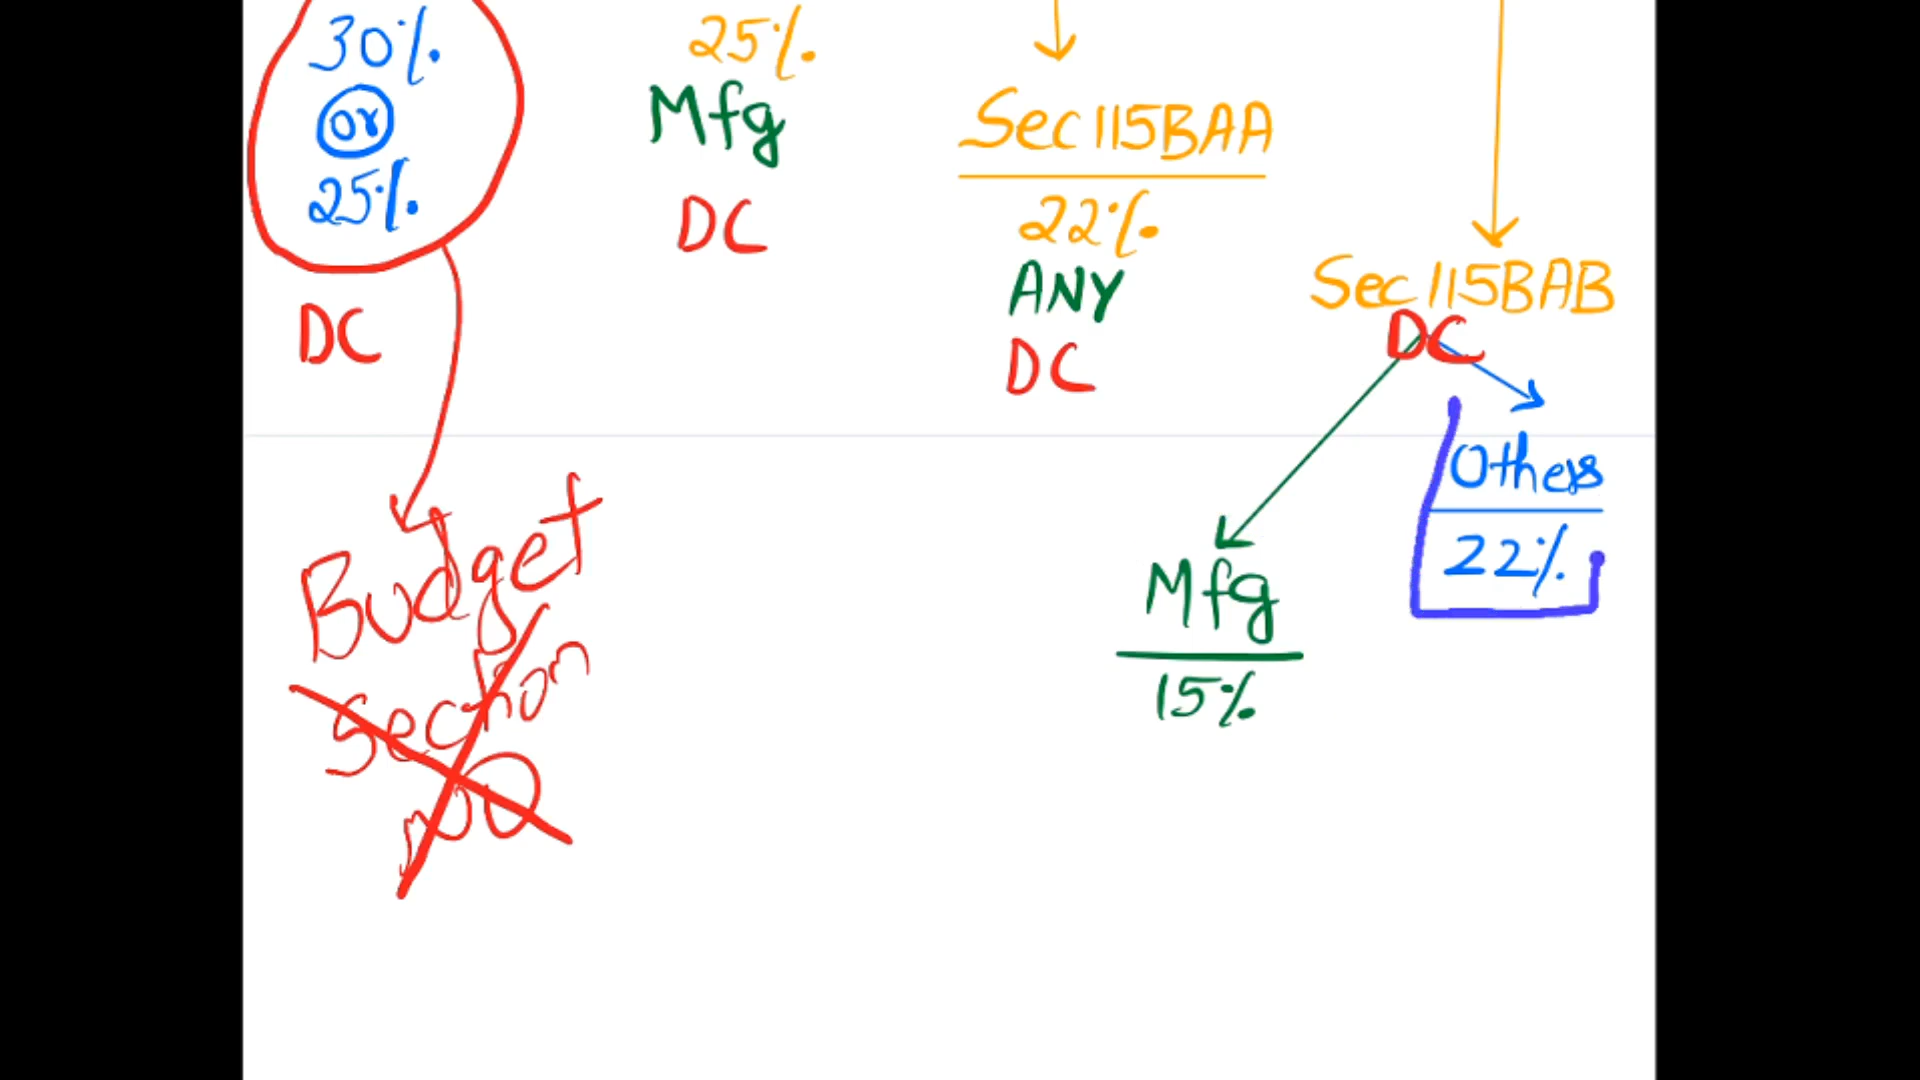 30%
or
25%
DC
Budget
Section
no
25%
Mfg
DC
Sec 115BAA
22%
ANY
DC
Sec 115BAB
DC
Mfg
15%
Others
22%